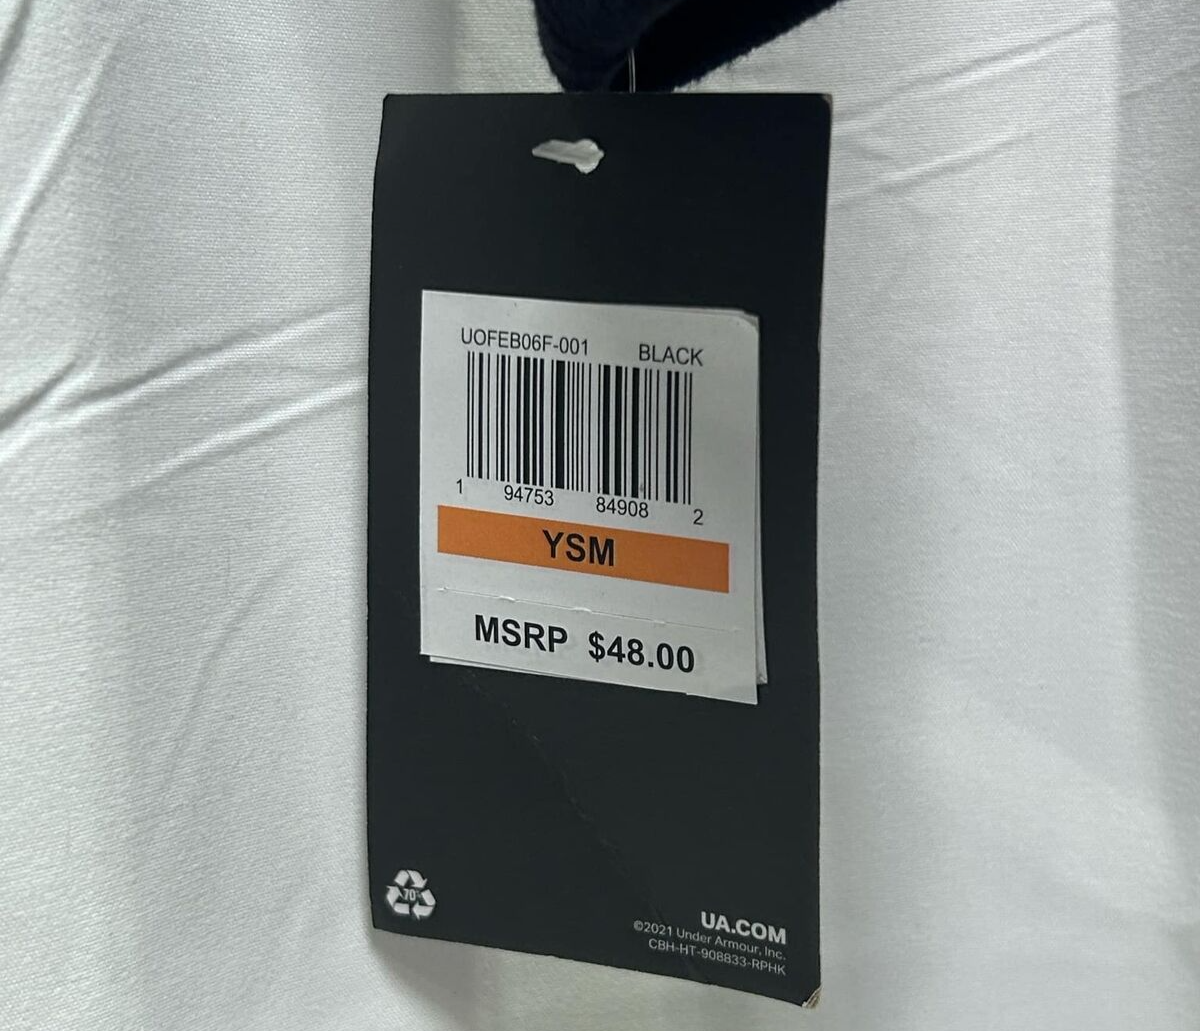 UOFEB06F-001 BLACK
1 94753 84908 2
YSM
MSRP $48.00
70
UA.COM
©2021 Under Armour, Inc.
CBH-HT-908833-RPHK